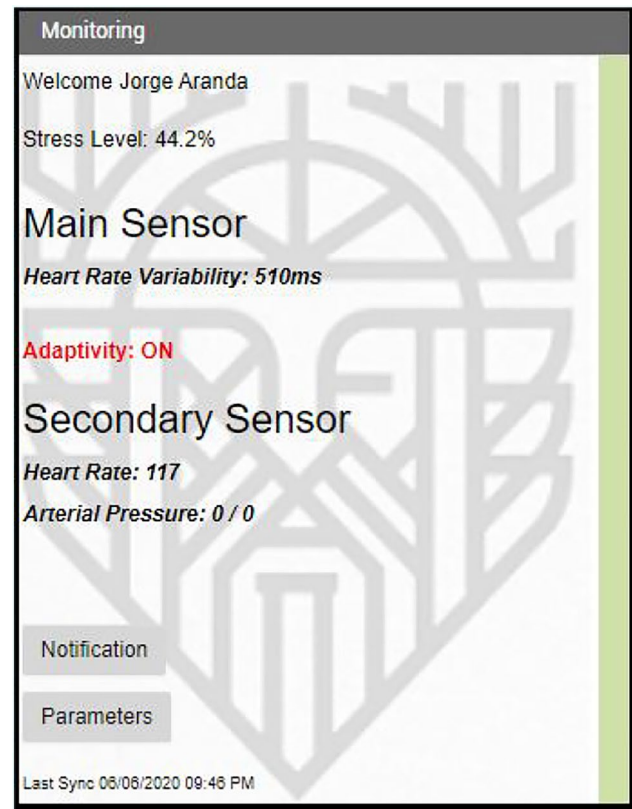 Monitoring
Welcome Jorge Aranda
Stress Level: 44.2%
Main Sensor
Heart Rate Variability: 510ms
Adaptivity: ON
Secondary Sensor
Heart Rate: 117
Arterial Pressure: 0 / 0
Notification
Parameters
Last Sync 06/06/2020 09:46 PM